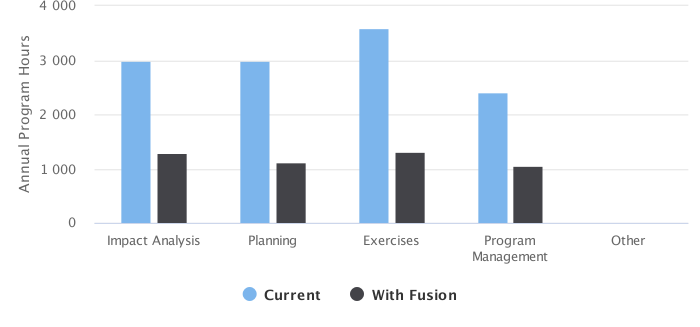 4 000
3 000
2 000
1 000
0
Annual Program Hours
Impact Analysis
Planning
Exercises
Program
Management
Other
Current
With Fusion